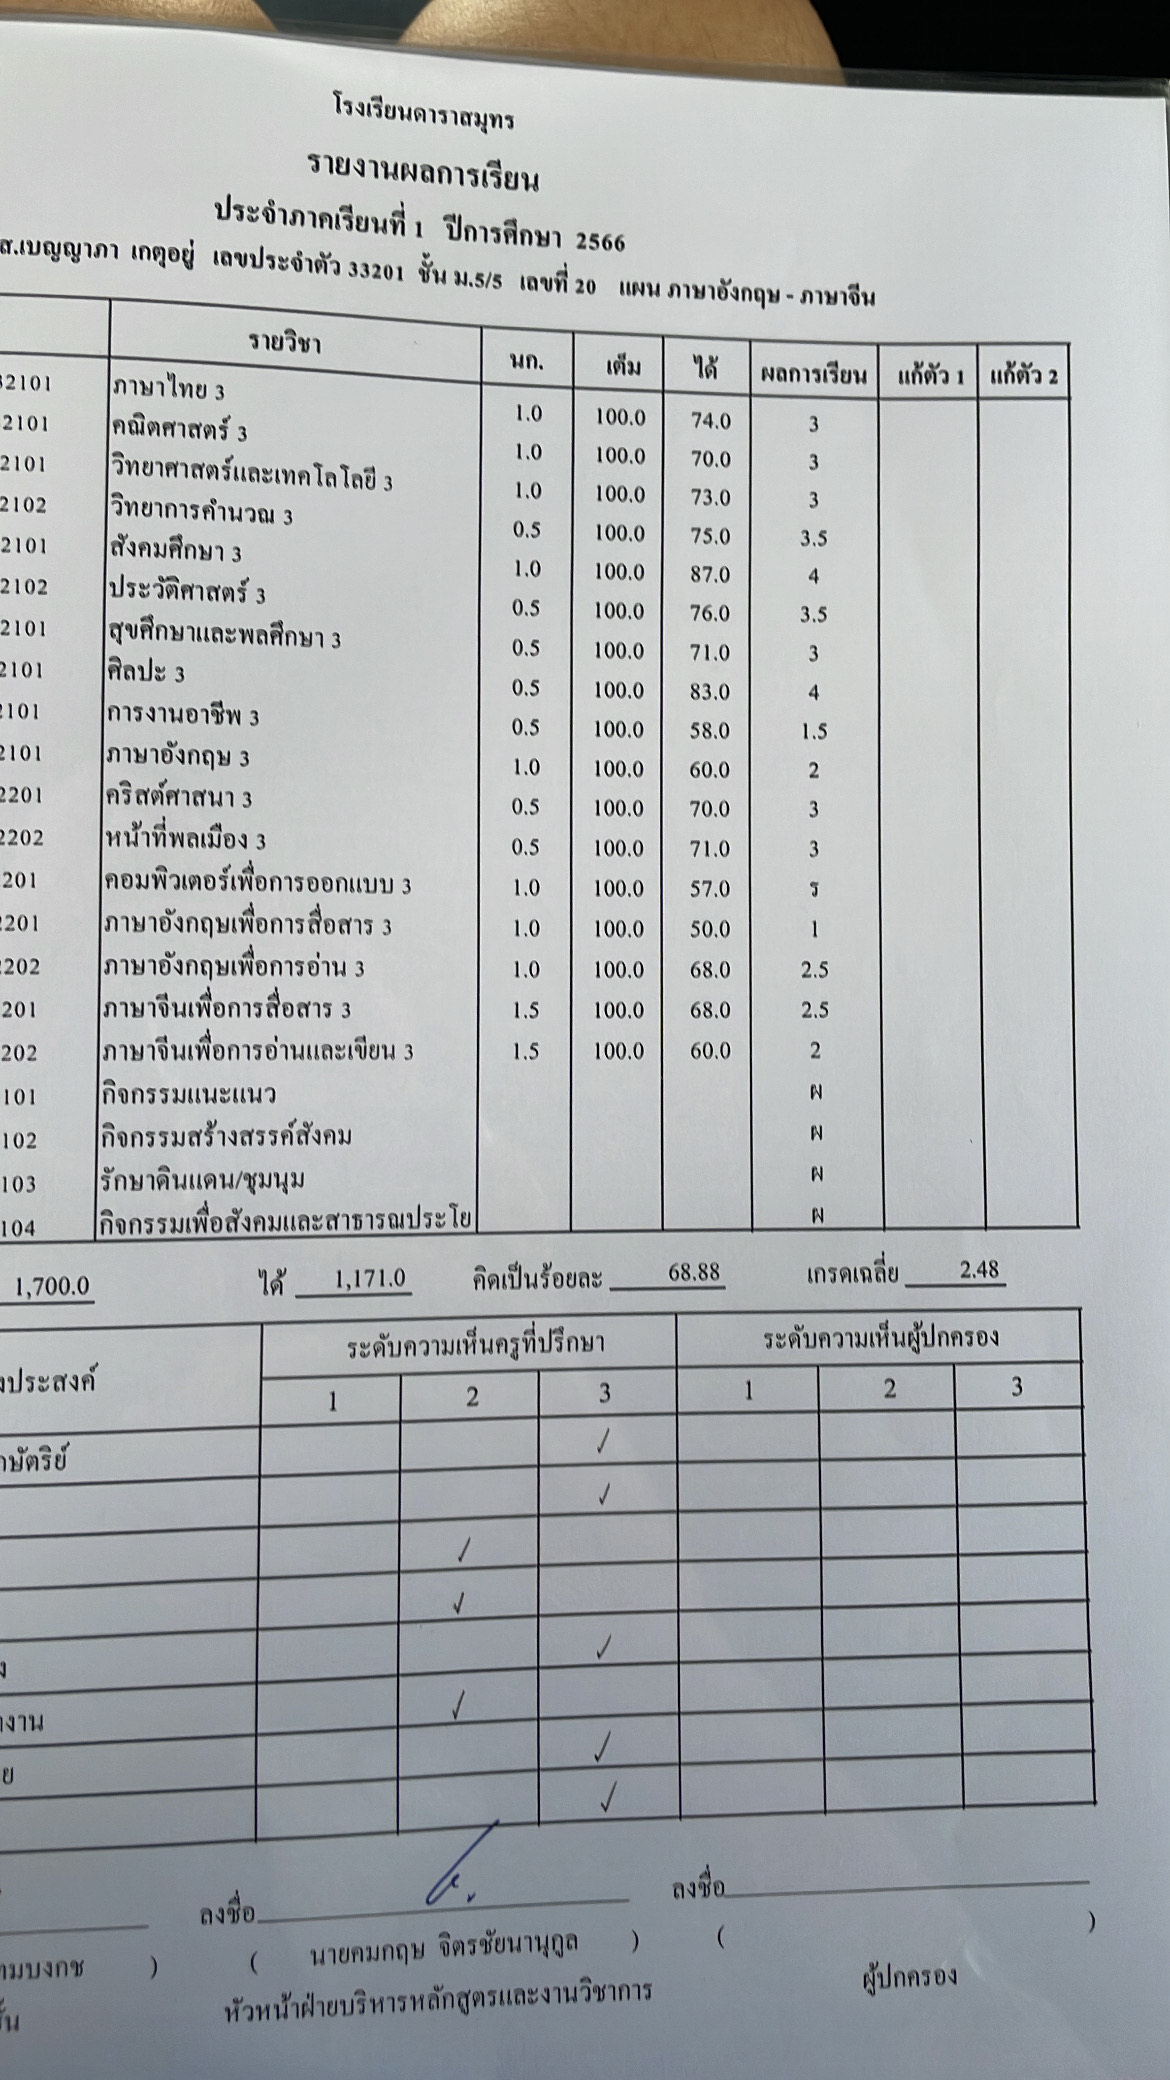 โรงเรียนดาราสมุทร
รายงานผลการเรียน
ประจำภาคเรียนที่ 1 ปีการศึกษา 2566
ส.เบญญาภา เกตุอยู่ เลขประจำตัว 33201 ชั้น ม.5/5 เลขที่ 20 แผน ภาษาอังกฤษ - ภาษาจีน
รายวิชา นก. เต็ม ได้ ผลการเรียน แก้ตัว 1 แก้ตัว 2
32101 ภาษาไทย 3 1.0 100.0 74.0 3
2101 คณิตศาสตร์ 3 1.0 100.0 70.0 3
2101 วิทยาศาสตร์และเทคโลโลยี 3 1.0 100.0 73.0 3
2102 วิทยาการคำนวณ 3 0.5 100.0 75.0 3.5
2101 สังคมศึกษา 3 1.0 100.0 87.0 4
2102 ประวัติศาสตร์ 3 0.5 100.0 76.0 3.5
2101 สุขศึกษาและพลศึกษา 3 0.5 100.0 71.0 3
2101 ศิลปะ 3 0.5 100.0 83.0 4
2101 การงานอาชีพ 3 0.5 100.0 58.0 1.5
2101 ภาษาอังกฤษ 3 1.0 100.0 60.0 2
2201 คริสต์ศาสนา 3 0.5 100.0 70.0 3
2202 หน้าที่พลเมือง 3 0.5 100.0 71.0 3
201 คอมพิวเตอร์เพื่อการออกแบบ 3 1.0 100.0 57.0 ร
2201 ภาษาอังกฤษเพื่อการสื่อสาร 3 1.0 100.0 50.0 1
202 ภาษาอังกฤษเพื่อการอ่าน 3 1.0 100.0 68.0 2.5
201 ภาษาจีนเพื่อการสื่อสาร 3 1.5 100.0 68.0 2.5
202 ภาษาจีนเพื่อการอ่านและเขียน 3 1.5 100.0 60.0 2
101 กิจกรรมแนะแนว ผ
102 กิจกรรมสร้างสรรค์สังคม ผ
103 รักษาดินแดน/ชุมนุม ผ
104 กิจกรรมเพื่อสังคมและสาธารณประโย ผ
1,700.0 ได้ 1,171.0 คิดเป็นร้อยละ 68.88 เกรดเฉลี่ย 2.48
งประสงค์ ระดับความเห็นครูที่ปรึกษา ระดับความเห็นผู้ปกครอง
1 2 3 1 2 3
กษัตริย์ ✓
✓
✓
✓
ง ✓
างาน ✓
ย ✓
✓
ลงชื่อ ลงชื่อ
ามบงกช ) ( นายคมกฤษ จิตรชัยนานุกูล ) ( )
ชั้น หัวหน้าฝ่ายบริหารหลักสูตรและงานวิชาการ ผู้ปกครอง